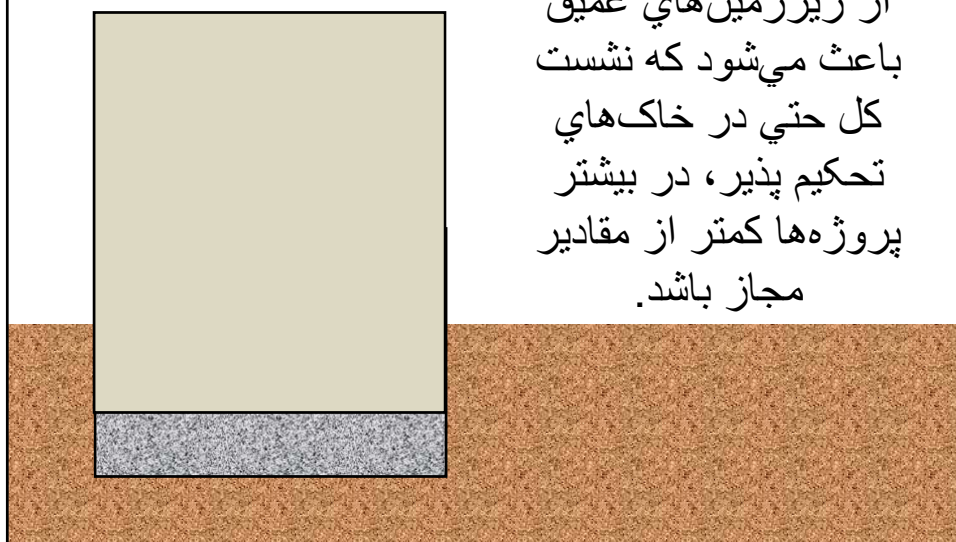 از زيرزمين‌هاي عميق
باعث مي‌شود که نشست
کل حتي در خاک‌هاي
تحکيم پذير، در بيشتر
پروژه‌ها کمتر از مقادير
مجاز باشد.